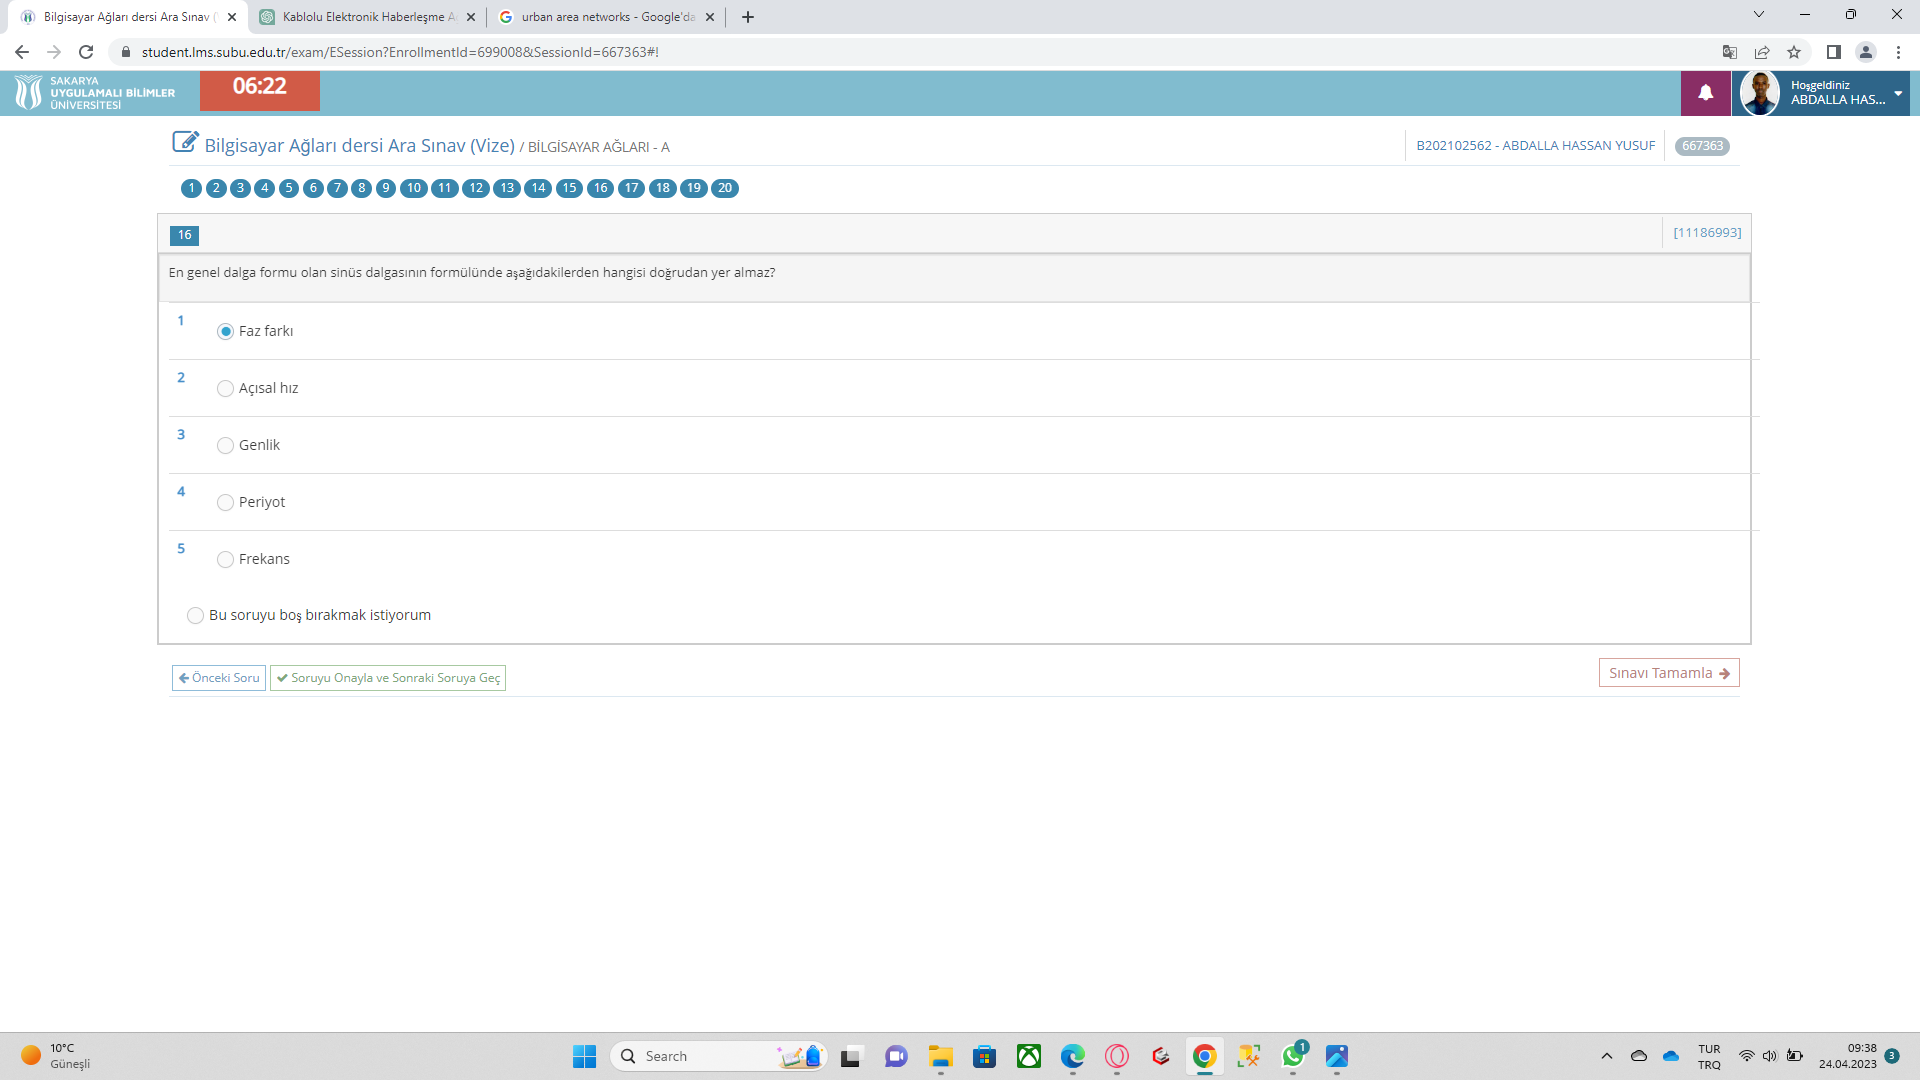 Bilgisayar Ağları dersi Ara Sınav (
Kablolu Elektronik Haberleşme A
urban area networks - Google'da
student.lms.subu.edu.tr/exam/ESession?EnrollmentId=699008&SessionId=667363#!
SAKARYA
UYGULAMALI BİLİMLER
ÜNİVERSİTESİ
06:22
Hoşgeldiniz
ABDALLA HAS...
Bilgisayar Ağları dersi Ara Sınav (Vize) / BİLGİSAYAR AĞLARI - A
B202102562 - ABDALLA HASSAN YUSUF
667363
1 2 3 4 5 6 7 8 9 10 11 12 13 14 15 16 17 18 19 20
16
[11186993]
En genel dalga formu olan sinüs dalgasının formülünde aşağıdakilerden hangisi doğrudan yer almaz?
1
Faz farkı
2
Açısal hız
3
Genlik
4
Periyot
5
Frekans
Bu soruyu boş bırakmak istiyorum
Önceki Soru
Soruyu Onayla ve Sonraki Soruya Geç
Sınavı Tamamla
10°C
Güneşli
Search
1
TUR
TRQ
09:38
24.04.2023
3